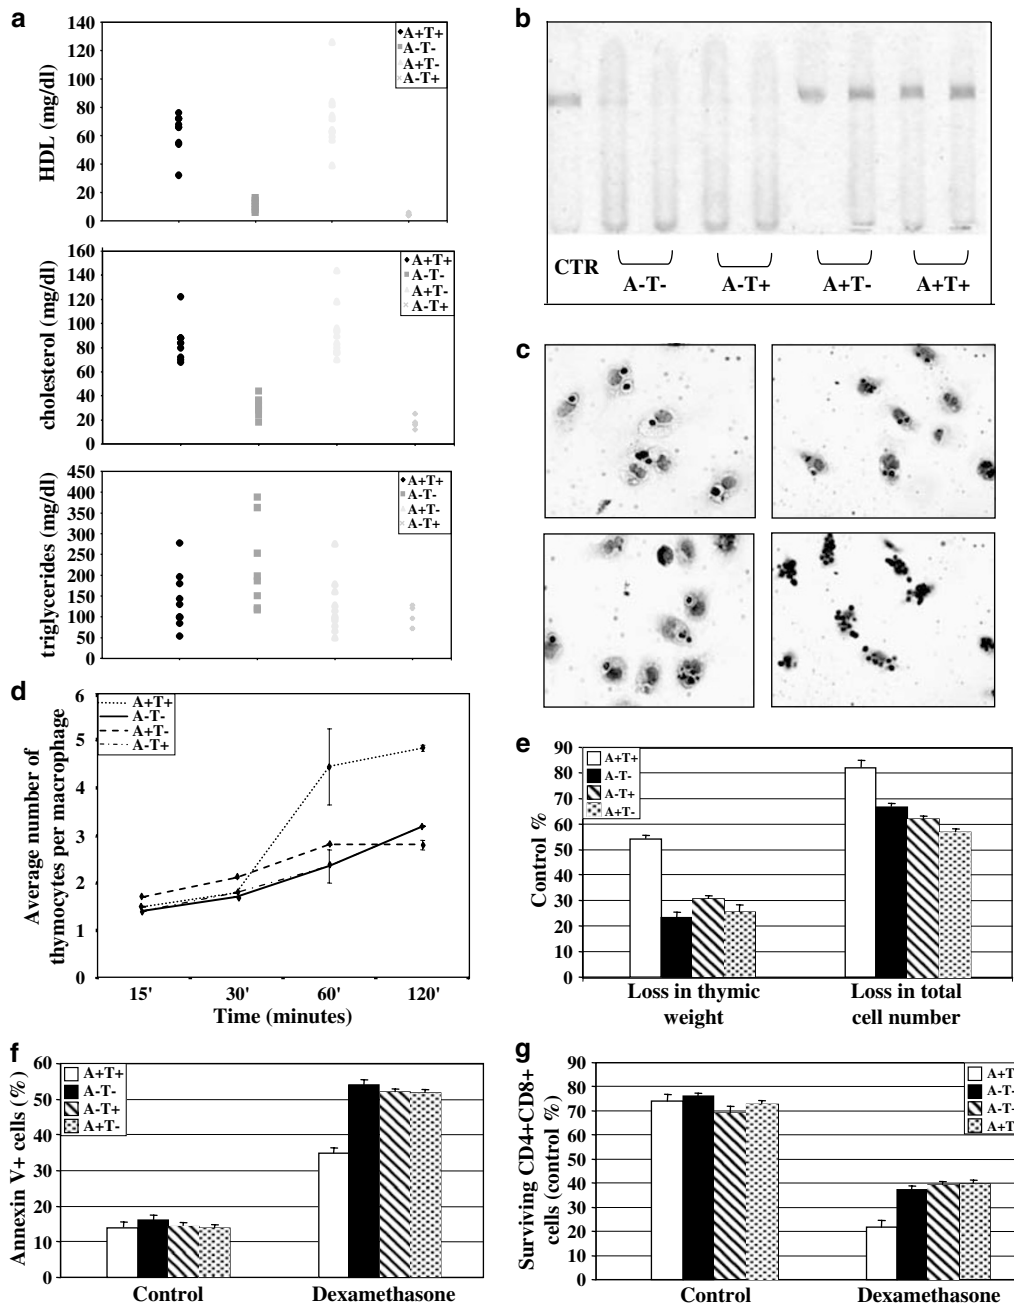 a
HDL (mg/dl)
140
120
100
80
60
40
20
0
A+T+
A-T-
A+T-
A-T+
cholesterol (mg/dl)
160
140
120
100
80
60
40
20
0
A+T+
A-T-
A+T-
A-T+
triglycerides (mg/dl)
450
400
350
300
250
200
150
100
50
0
A+T+
A-T-
A+T-
A-T+
b
CTR
A-T-
A-T+
A+T-
A+T+
c
d
Average number of
thymocytes per macrophage
6
5
4
3
2
1
0
A+T+
A-T-
A+T-
A-T+
15'
30'
60'
120'
Time (minutes)
e
Control %
90
80
70
60
50
40
30
20
10
0
A+T+
A-T-
A-T+
A+T-
Loss in thymic
weight
Loss in total
cell number
f
Annexin V+ cells (%)
60
50
40
30
20
10
0
A+T+
A-T-
A-T+
A+T-
Control
Dexamethasone
g
Surviving CD4+CD8+
cells (control %)
90
80
70
60
50
40
30
20
10
0
A+T
A-T-
A-T-
A+T
Control
Dexamethasone